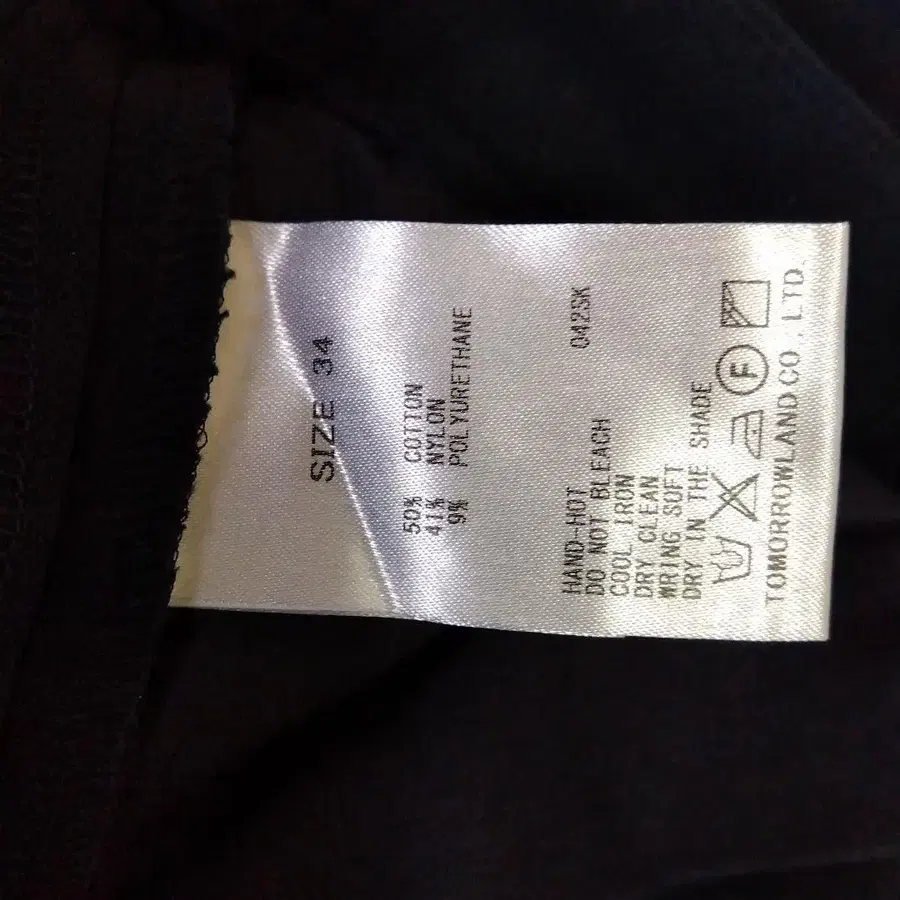 SIZE 34
50% COTTON
41% NYLON
9% POLYURETHANE
042SK
HAND-HOT
DO NOT BLEACH
COOL IRON
DRY CLEAN
WRING SOFT
DRY IN THE SHADE
F
TOMORROWLAND CO., LTD.